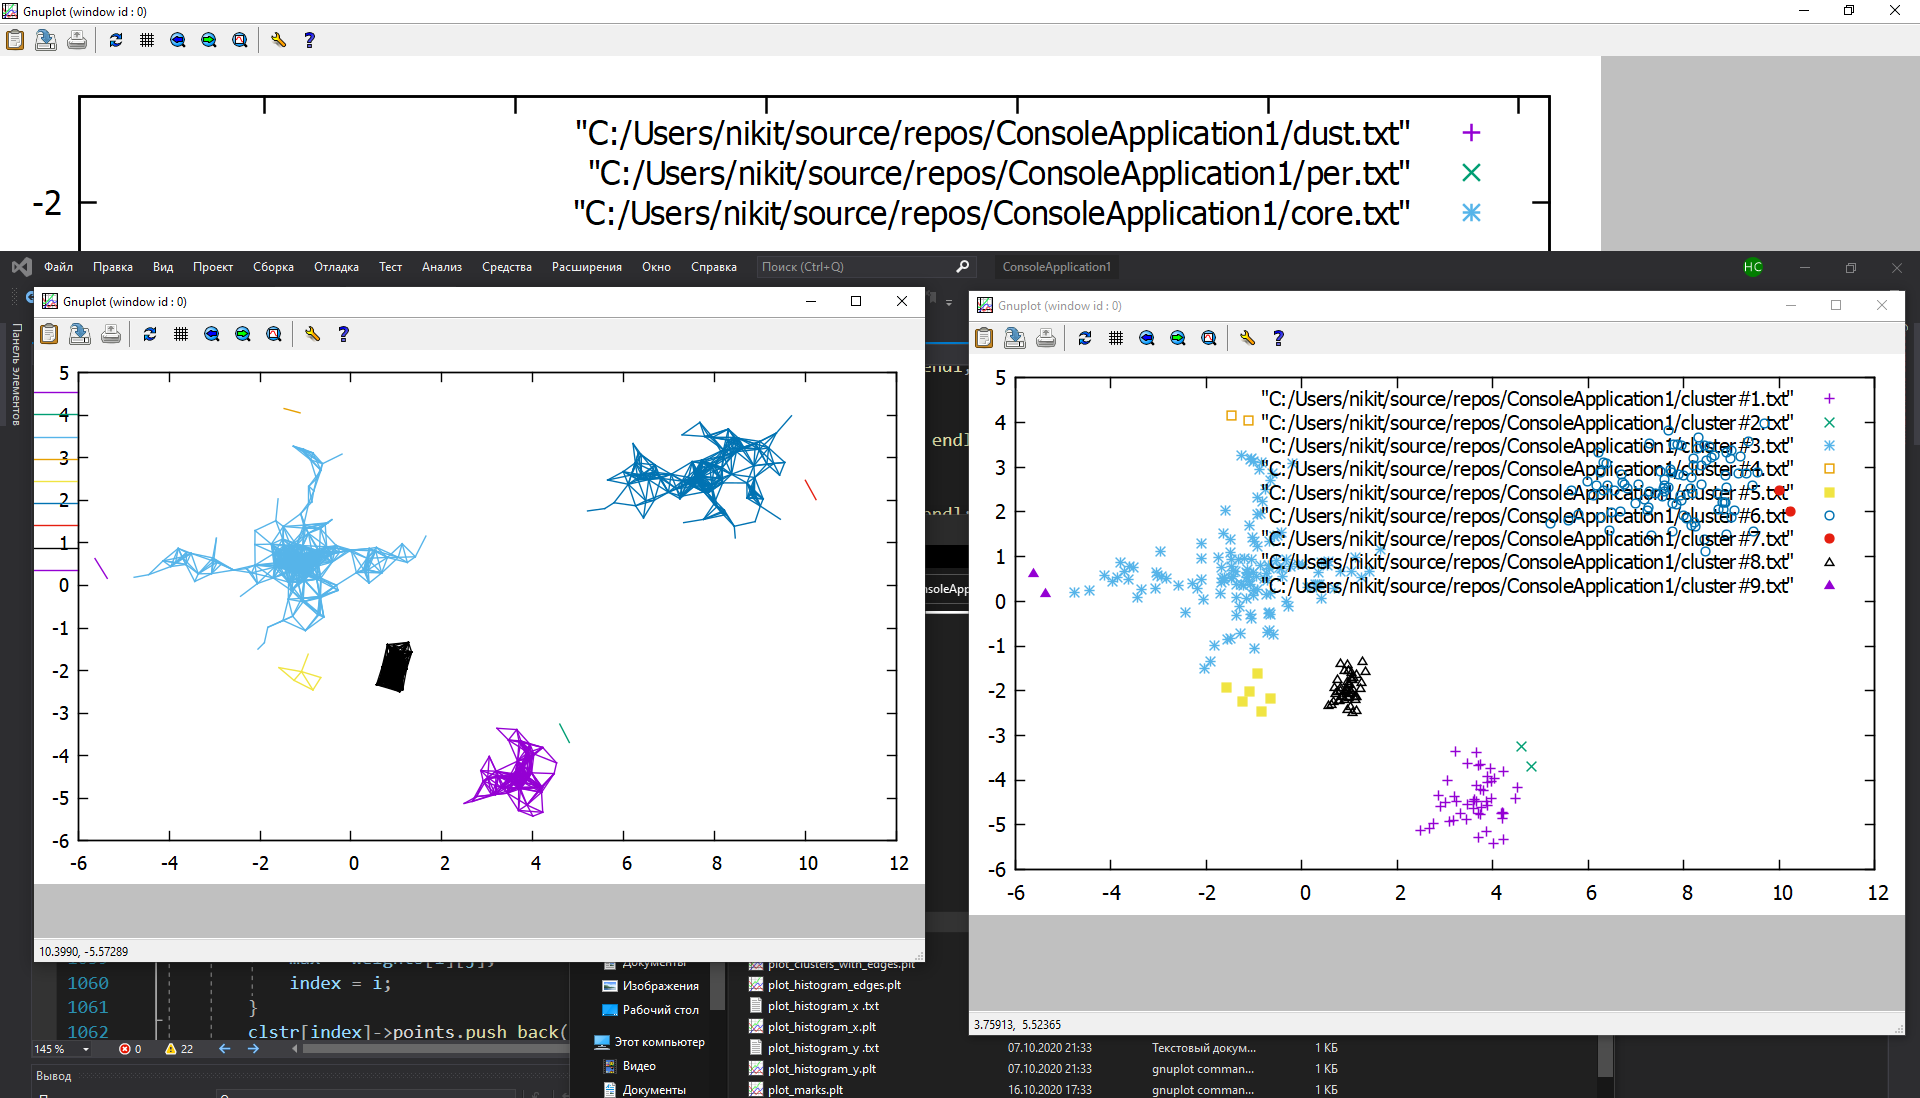 Gnuplot (window id : 0)
"C:/Users/nikit/source/repos/ConsoleApplication1/dust.txt"
"C:/Users/nikit/source/repos/ConsoleApplication1/per.txt"
-2
"C:/Users/nikit/source/repos/ConsoleApplication1/core.txt"
Файл Правка Вид Проект Сборка Отладка Тест Анализ Средства Расширения Окно Справка Поиск (Ctrl+Q) ConsoleApplication1 HC
Панель элементов
Gnuplot (window id : 0)
5
4
3
2
1
0
-1
-2
-3
-4
-5
-6
-6 -4 -2 0 2 4 6 8 10 12
10.3990, -5.57289
endl
Gnuplot (window id : 0)
5
"C:/Users/nikit/source/repos/ConsoleApplication1/cluster#1.txt"
4
"C:/Users/nikit/source/repos/ConsoleApplication1/cluster#2.txt"
"C:/Users/nikit/source/repos/ConsoleApplication1/cluster#3.txt"
3
"C:/Users/nikit/source/repos/ConsoleApplication1/cluster#4.txt"
"C:/Users/nikit/source/repos/ConsoleApplication1/cluster#5.txt"
2
"C:/Users/nikit/source/repos/ConsoleApplication1/cluster#6.txt"
"C:/Users/nikit/source/repos/ConsoleApplication1/cluster#7.txt"
1
"C:/Users/nikit/source/repos/ConsoleApplication1/cluster#8.txt"
"C:/Users/nikit/source/repos/ConsoleApplication1/cluster#9.txt"
0
-1
-2
-3
-4
-5
-6
-6 -4 -2 0 2 4 6 8 10 12
3.75913, 5.52365
1060 index = i;
1061 }
1062 clstr[index]->points.push_back(
145 % 0 22
Вывод
Документы
Изображения
Рабочий стол
Этот компьютер
Видео
Документы
plot_clusters_with_edges.plt
plot_histogram_edges.plt
plot_histogram_x .txt
plot_histogram_x.plt
plot_histogram_y .txt 07.10.2020 21:33 Текстовый докум... 1 КБ
plot_histogram_y.plt 07.10.2020 21:33 gnuplot comman... 1 КБ
plot_marks.plt 16.10.2020 17:33 gnuplot comman... 1 КБ